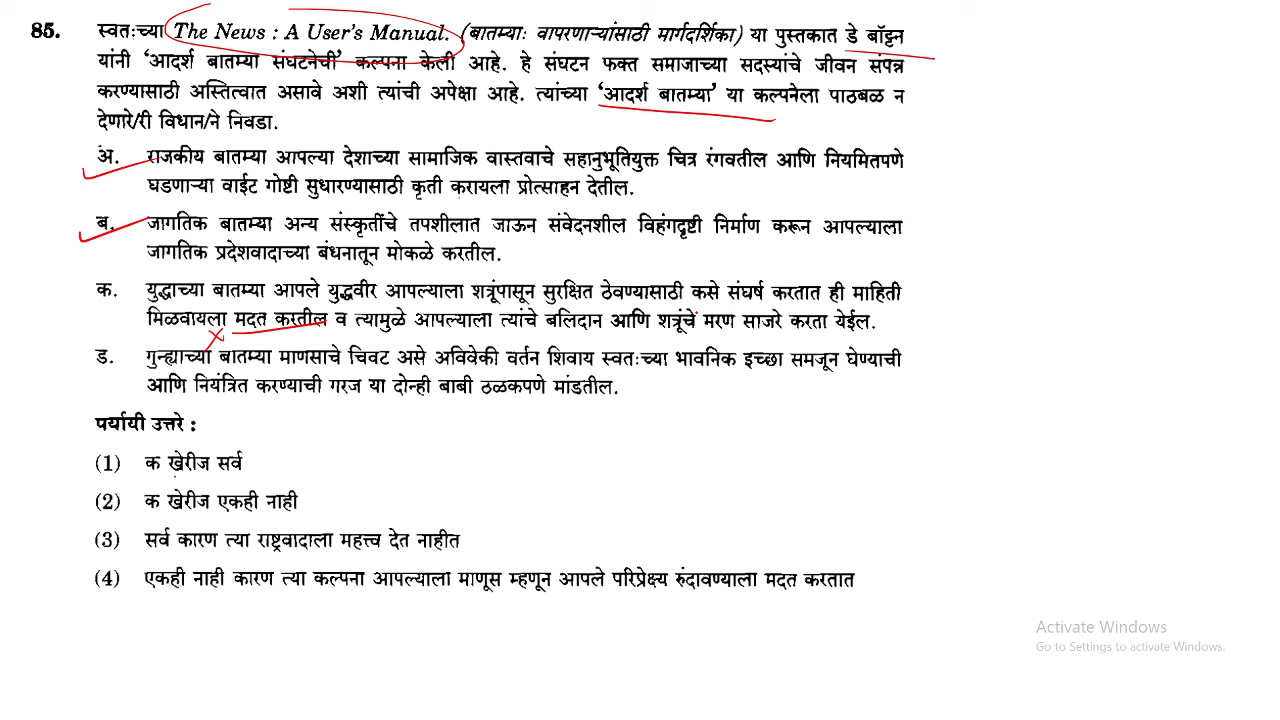 85. स्वतःच्या The News : A User's Manual. (बातम्याः वापरणाऱ्यांसाठी मार्गदर्शिका) या पुस्तकात डे बॉट्टन
यांनी 'आदर्श बातम्या संघटनेची' कल्पना केली आहे. हे संघटन फक्त समाजाच्या सदस्यांचे जीवन संपन्न
करण्यासाठी अस्तित्वात असावे अशी त्यांची अपेक्षा आहे. त्यांच्या 'आदर्श बातम्या' या कल्पनेला पाठबळ न
देणारे/री विधान/ने निवडा.
अ. राजकीय बातम्या आपल्या देशाच्या सामाजिक वास्तवाचे सहानुभूतियुक्त चित्र रंगवतील आणि नियमितपणे
घडणाऱ्या वाईट गोष्टी सुधारण्यासाठी कृती करायला प्रोत्साहन देतील.
ब. जागतिक बातम्या अन्य संस्कृतींचे तपशीलात जाऊन संवेदनशील विहंगदृष्टी निर्माण करून आपल्याला
जागतिक प्रदेशवादाच्या बंधनातून मोकळे करतील.
क. युद्धाच्या बातम्या आपले युद्धवीर आपल्याला शत्रूंपासून सुरक्षित ठेवण्यासाठी कसे संघर्ष करतात ही माहिती
मिळवायला मदत करतील व त्यामुळे आपल्याला त्यांचे बलिदान आणि शत्रूंचे मरण साजरे करता येईल.
ड. गुन्ह्याच्या बातम्या माणसाचे चिवट असे अविवेकी वर्तन शिवाय स्वतःच्या भावनिक इच्छा समजून घेण्याची
आणि नियंत्रित करण्याची गरज या दोन्ही बाबी ठळकपणे मांडतील.
पर्यायी उत्तरे :
(1) क खेरीज सर्व
(2) क खेरीज एकही नाही
(3) सर्व कारण त्या राष्ट्रवादाला महत्त्व देत नाहीत
(4) एकही नाही कारण त्या कल्पना आपल्याला माणूस म्हणून आपले परिप्रेक्ष्य रुंदावण्याला मदत करतात
Activate Windows
Go to Settings to activate Windows.